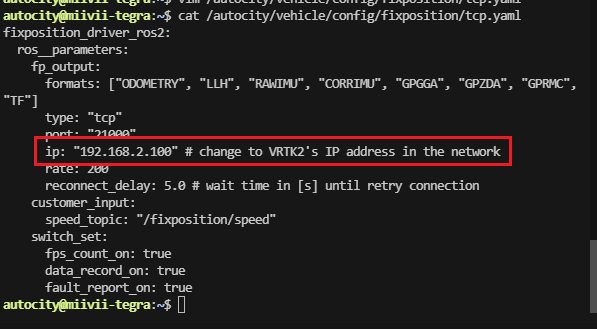 autocity@miivii-tegra:~$ vim /autocity/vehicle/config/fixposition/tcp.yaml
autocity@miivii-tegra:~$ cat /autocity/vehicle/config/fixposition/tcp.yaml
fixposition_driver_ros2:
  ros__parameters:
    fp_output:
      formats: ["ODOMETRY", "LLH", "RAWIMU", "CORRIMU", "GPGGA", "GPZDA", "GPRMC",
"TF"]
      type: "tcp"
      port: "21000"
      ip: "192.168.2.100" # change to VRTK2's IP address in the network
      rate: 200
      reconnect_delay: 5.0 # wait time in [s] until retry connection
    customer_input:
      speed_topic: "/fixposition/speed"
    switch_set:
      fps_count_on: true
      data_record_on: true
      fault_report_on: true
autocity@miivii-tegra:~$